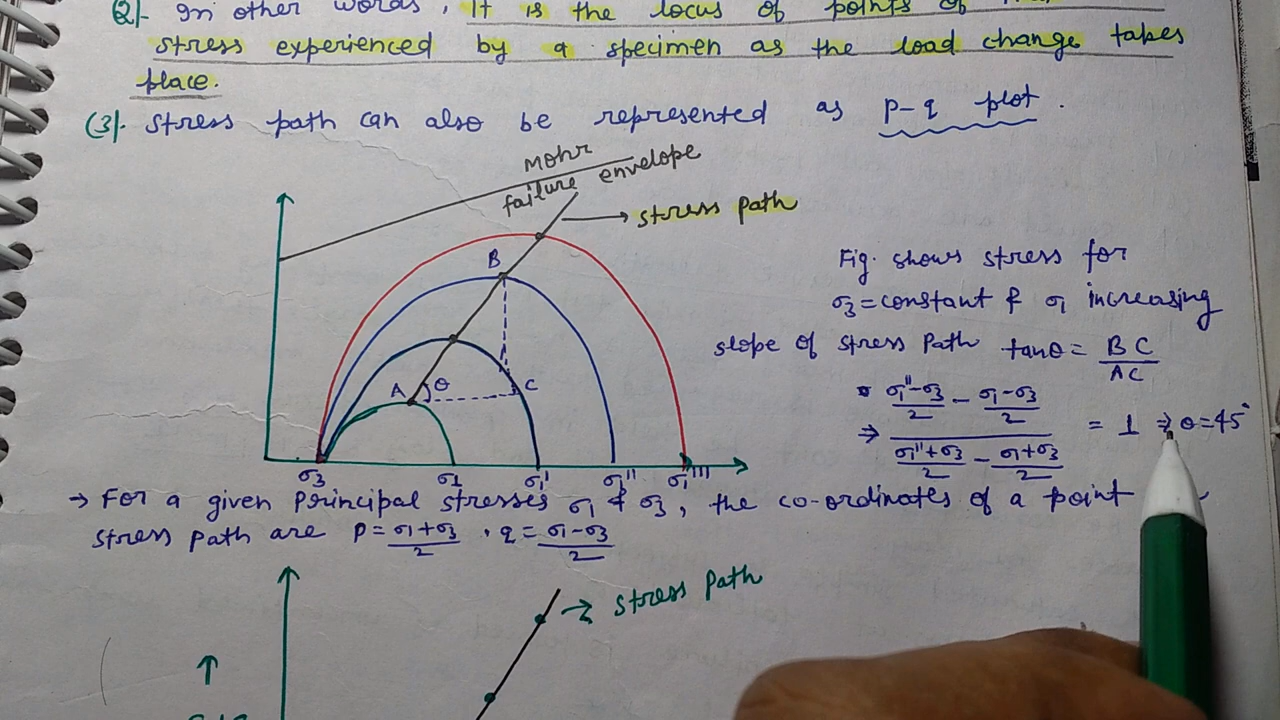 (2). In other words, It is the locus of points of
stress experienced by a specimen as the load change takes
place.
(3). Stress path can also be represented as p-q plot.
Mohr
failure envelope
→ stress path
B
A θ C
σ3 σ1 σ1' σ1'' σ1'''
Fig. shows stress for
σ3 = constant & σ1 increasing
slope of stress Path tanθ = BC/AC
⇒ ((σ1''-σ3)/2 - (σ1-σ3)/2) / ((σ1''+σ3)/2 - (σ1+σ3)/2) = 1 ⇒ θ=45°
→ For a given Principal stresses σ1 & σ3, the co-ordinates of a point
stress path are P = (σ1+σ3)/2, q = (σ1-σ3)/2
→ stress Path